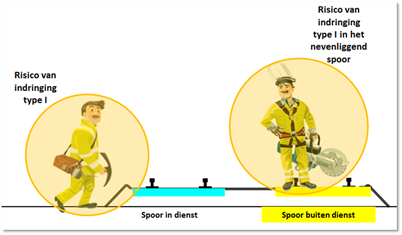 Risico van
indringing
type I in het
nevenliggend
spoor
Risico van
indringing
type I
Spoor in dienst
Spoor buiten dienst